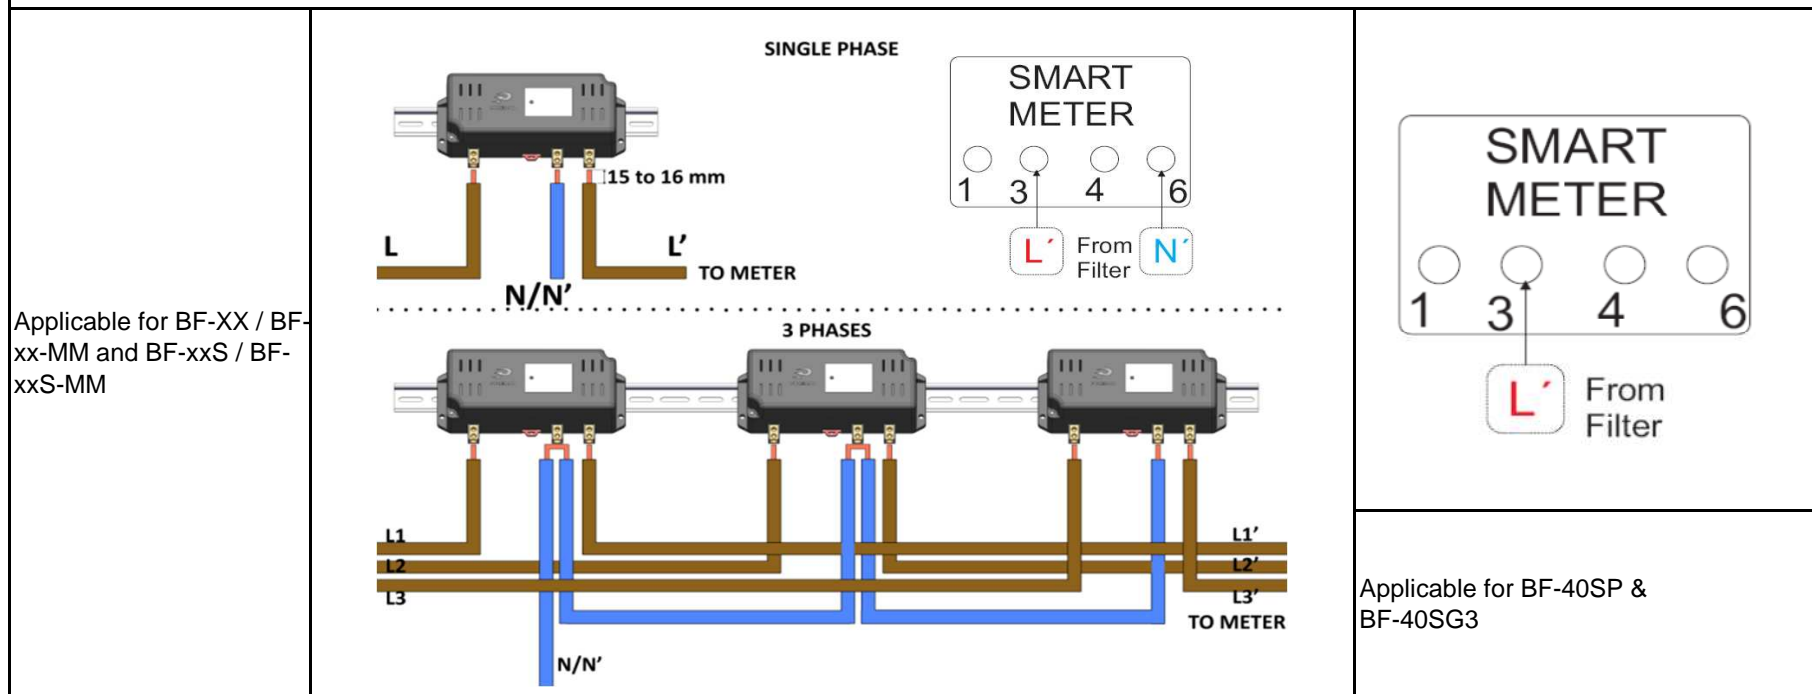 Applicable for BF-XX / BF-
xx-MM and BF-xxS / BF-
xxS-MM
SINGLE PHASE
15 to 16 mm
L
L’
TO METER
N/N’
SMART
METER
1 3 4 6
L´ From
Filter N´
3 PHASES
L1
L2
L3
L1’
L2’
L3’
TO METER
N/N’
SMART
METER
1 3 4 6
L´ From
Filter
Applicable for BF-40SP &
BF-40SG3